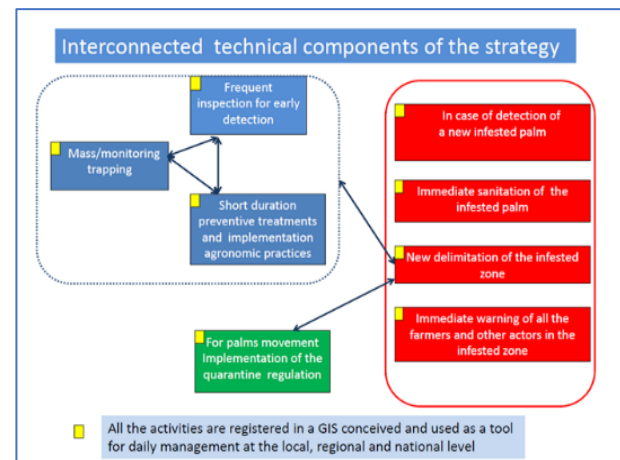 Interconnected technical components of the strategy
Frequent
inspection for early
detection
Mass/monitoring
trapping
Short duration
preventive treatments
and implementation
agronomic practices
In case of detection of
a new infested palm
Immediate sanitation of the
infested palm
New delimitation of the infested
zone
Immediate warning of all the
farmers and other actors in the
infested zone
For palms movement
Implementation of the
quarantine regulation
All the activities are registered in a GIS conceived and used as a tool
for daily management at the local, regional and national level